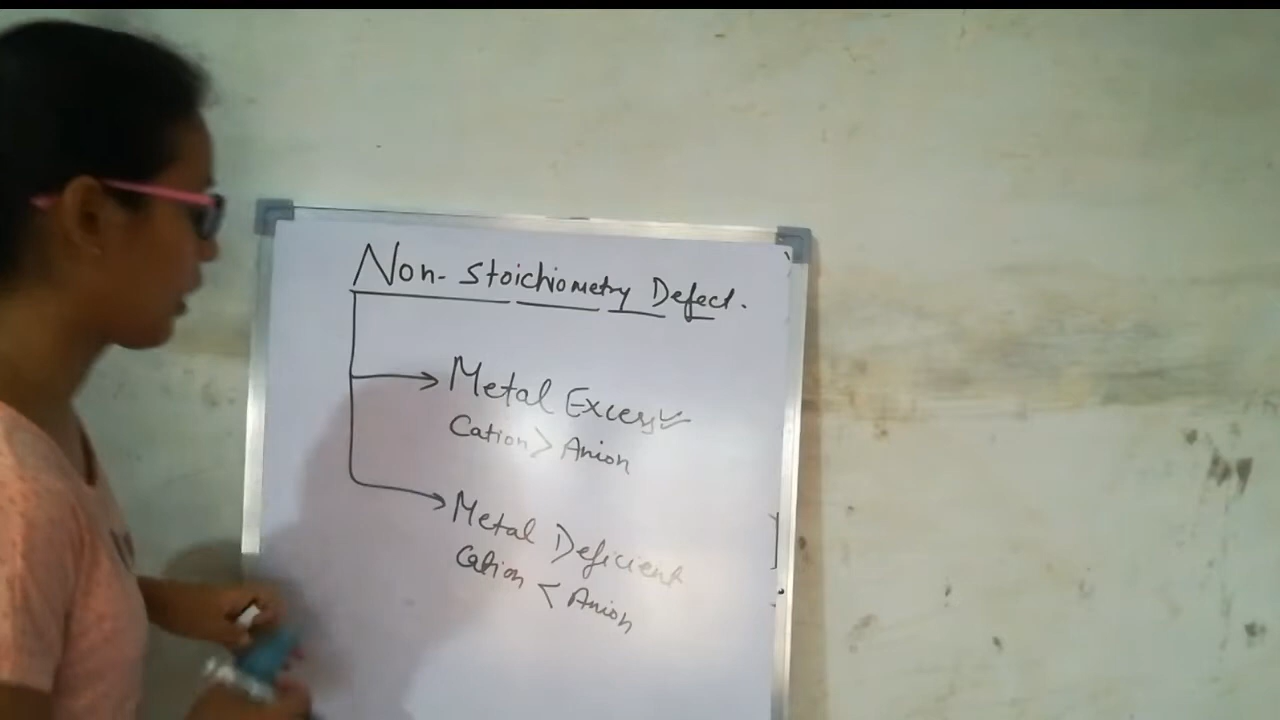 Non-Stoichiometry Defect.
Metal Excess
Cation > Anion
Metal Deficient
Cation < Anion